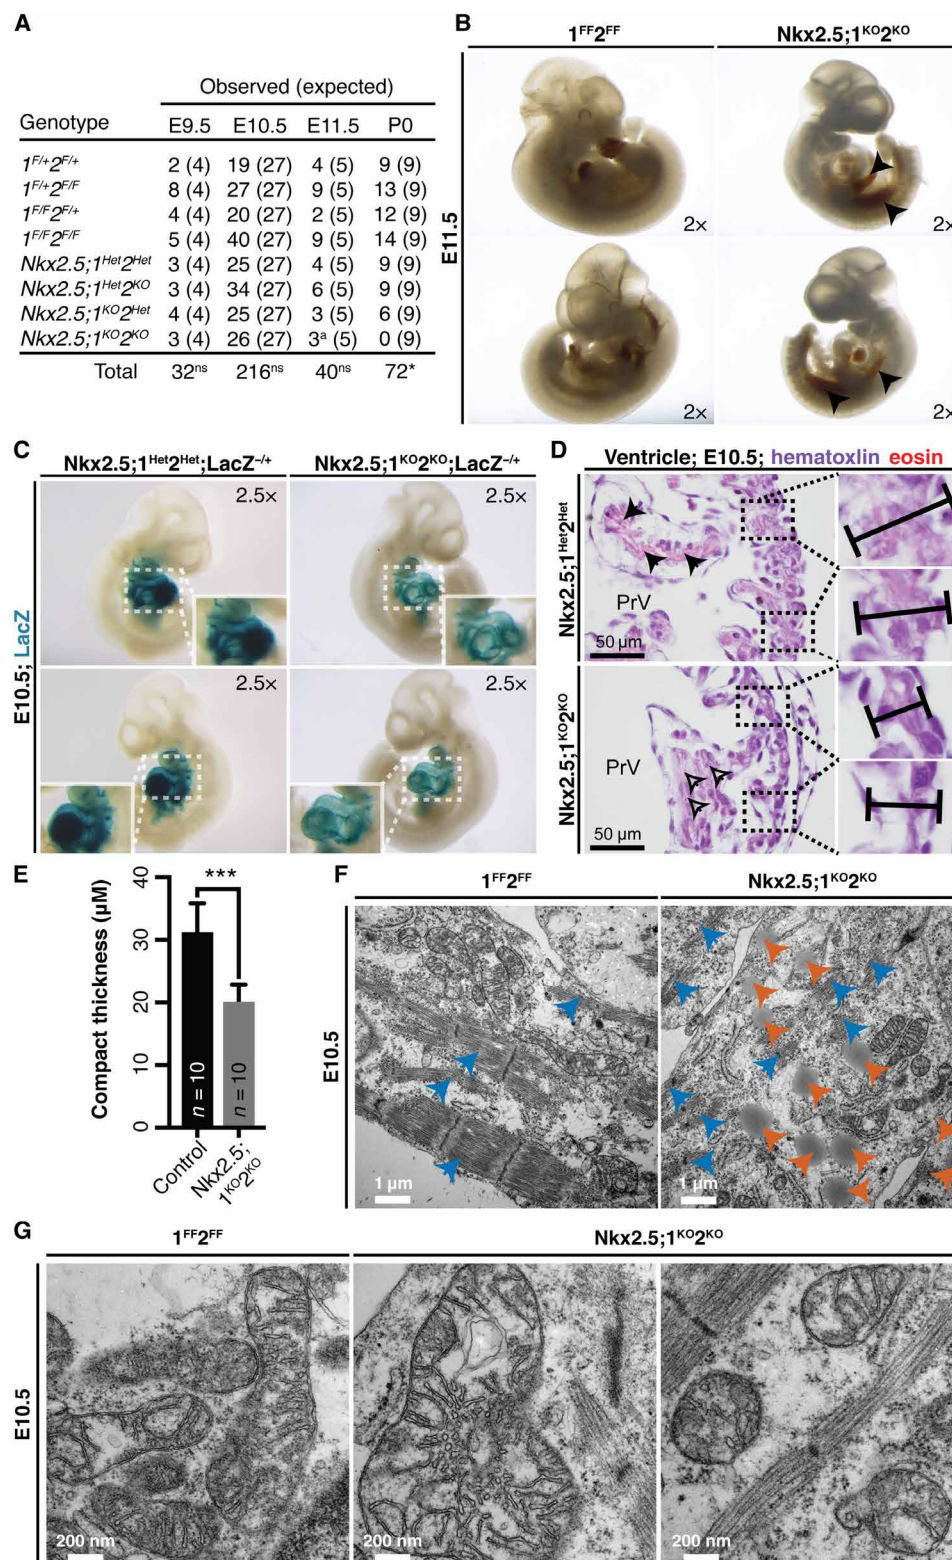 A
Observed (expected)
Genotype E9.5 E10.5 E11.5 P0
1F/+2F/+ 2 (4) 19 (27) 4 (5) 9 (9)
1F/+2F/F 8 (4) 27 (27) 9 (5) 13 (9)
1F/F2F/+ 4 (4) 20 (27) 2 (5) 12 (9)
1F/F2F/F 5 (4) 40 (27) 9 (5) 14 (9)
Nkx2.5;1Het2Het 3 (4) 25 (27) 4 (5) 9 (9)
Nkx2.5;1Het2KO 3 (4) 34 (27) 6 (5) 9 (9)
Nkx2.5;1KO2Het 4 (4) 25 (27) 3 (5) 6 (9)
Nkx2.5;1KO2KO 3 (4) 26 (27) 3a (5) 0 (9)
Total 32ns 216ns 40ns 72*
B
1FF2FF Nkx2.5;1KO2KO
E11.5
2× 2×
2× 2×
C
Nkx2.5;1Het2Het;LacZ–/+ Nkx2.5;1KO2KO;LacZ–/+
E10.5; LacZ
2.5× 2.5×
2.5× 2.5×
D
Ventricle; E10.5; hematoxlin eosin
Nkx2.5;1Het2Het
PrV
50 µm
Nkx2.5;1KO2KO
PrV
50 µm
E
Compact thickness (µM)
40
30
20
10
0
***
n = 10 n = 10
Control Nkx2.5;
1KO2KO
F
1FF2FF Nkx2.5;1KO2KO
E10.5
1 µm 1 µm
G
1FF2FF Nkx2.5;1KO2KO
E10.5
200 nm 200 nm 200 nm